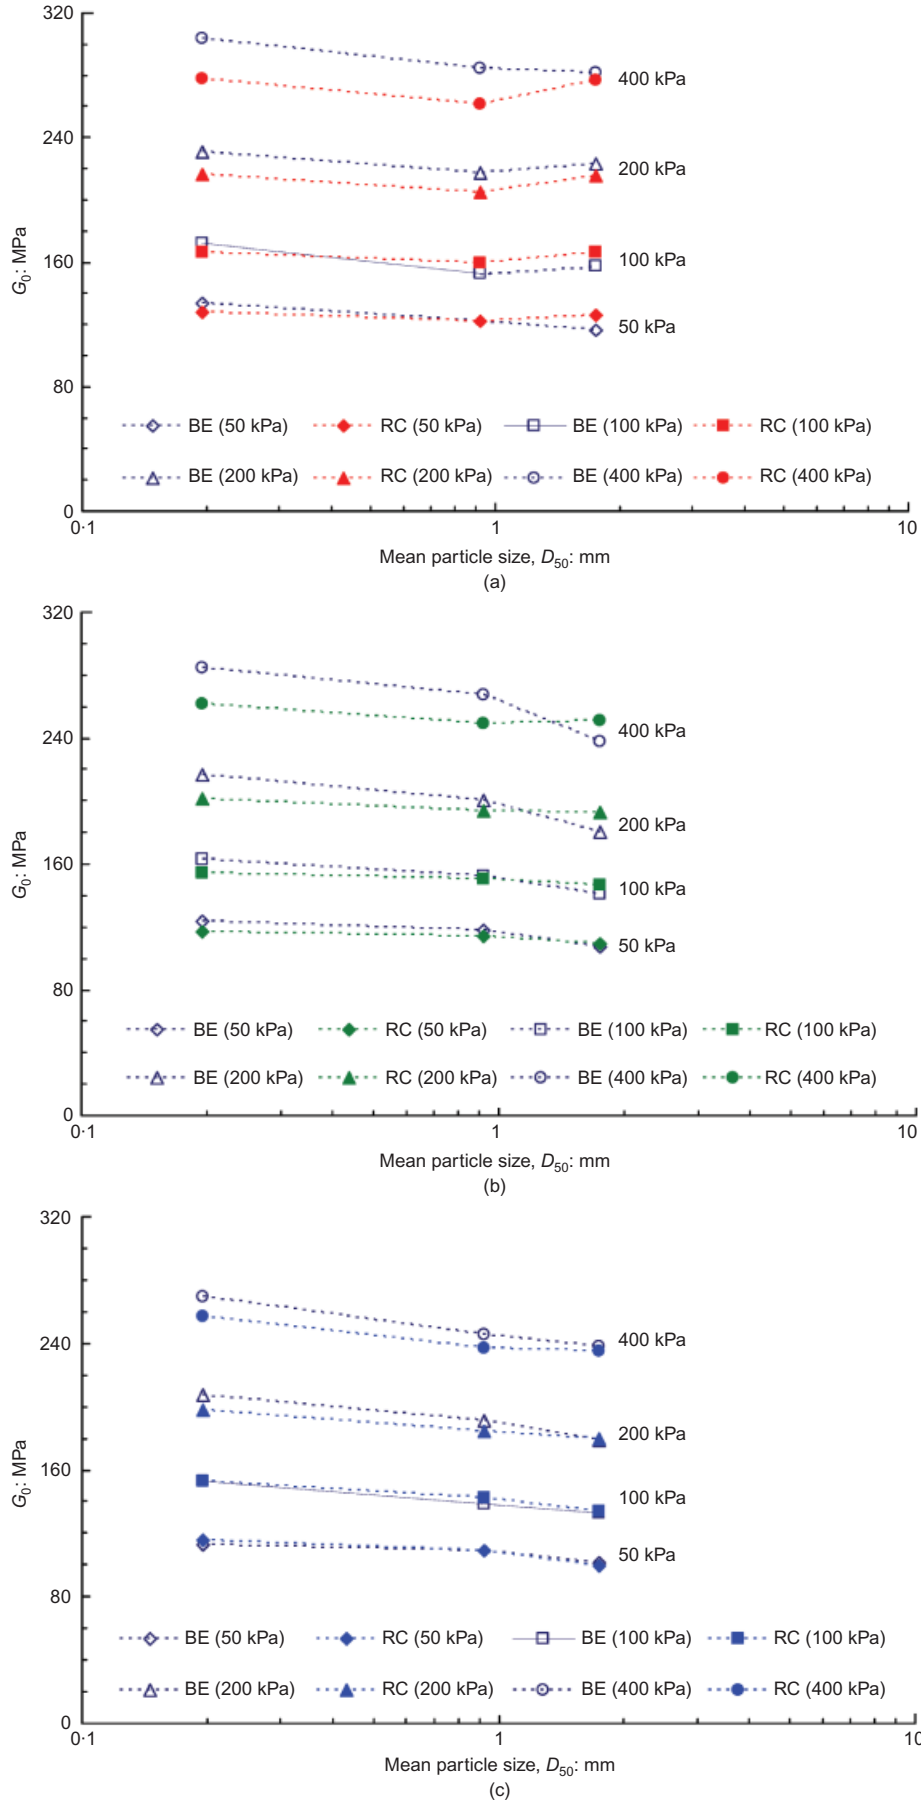 320
240
160
80
0
G0: MPa
400 kPa
200 kPa
100 kPa
50 kPa
BE (50 kPa) RC (50 kPa) BE (100 kPa) RC (100 kPa)
BE (200 kPa) RC (200 kPa) BE (400 kPa) RC (400 kPa)
0·1 1 10
Mean particle size, D50: mm
(a)
320
240
160
80
0
G0: MPa
400 kPa
200 kPa
100 kPa
50 kPa
BE (50 kPa) RC (50 kPa) BE (100 kPa) RC (100 kPa)
BE (200 kPa) RC (200 kPa) BE (400 kPa) RC (400 kPa)
0·1 1 10
Mean particle size, D50: mm
(b)
320
240
160
80
0
G0: MPa
400 kPa
200 kPa
100 kPa
50 kPa
BE (50 kPa) RC (50 kPa) BE (100 kPa) RC (100 kPa)
BE (200 kPa) RC (200 kPa) BE (400 kPa) RC (400 kPa)
0·1 1 10
Mean particle size, D50: mm
(c)